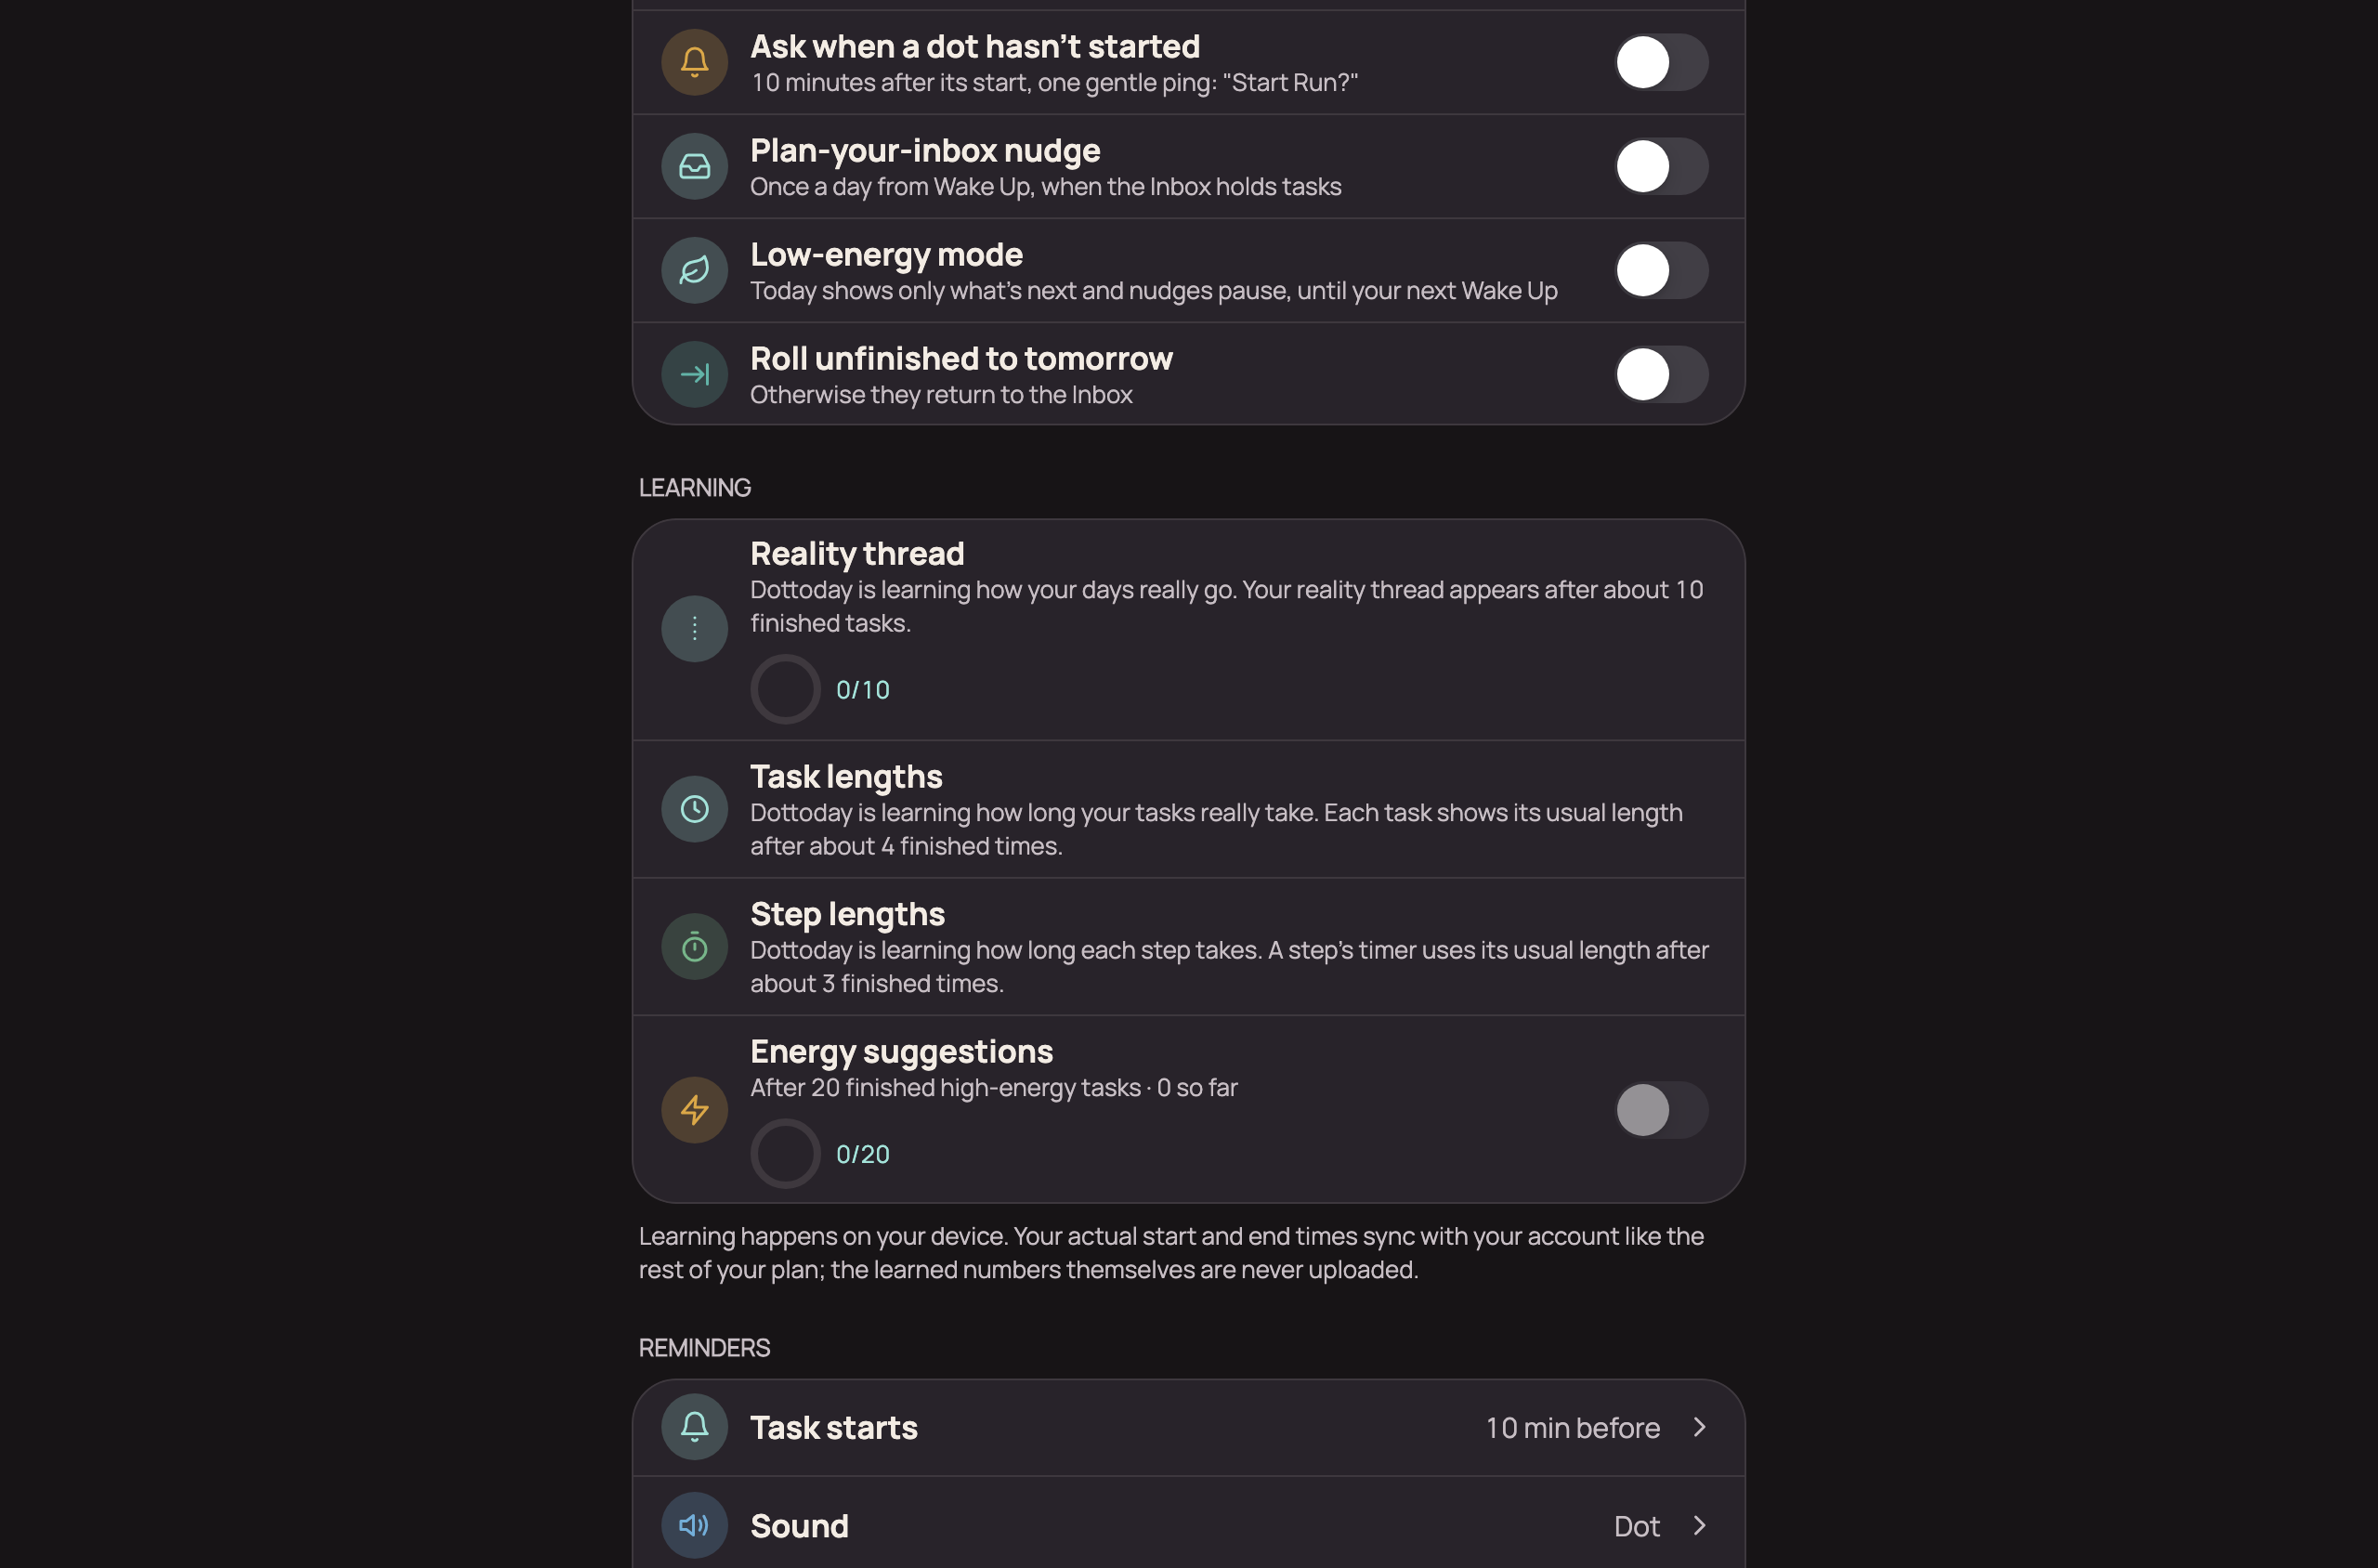 Ask when a dot hasn’t started
10 minutes after its start, one gentle ping: "Start Run?"
Plan-your-inbox nudge
Once a day from Wake Up, when the Inbox holds tasks
Low-energy mode
Today shows only what’s next and nudges pause, until your next Wake Up
Roll unfinished to tomorrow
Otherwise they return to the Inbox
LEARNING
Reality thread
Dottoday is learning how your days really go. Your reality thread appears after about 10
finished tasks.
0/10
Task lengths
Dottoday is learning how long your tasks really take. Each task shows its usual length
after about 4 finished times.
Step lengths
Dottoday is learning how long each step takes. A step’s timer uses its usual length after
about 3 finished times.
Energy suggestions
After 20 finished high-energy tasks · 0 so far
0/20
Learning happens on your device. Your actual start and end times sync with your account like the
rest of your plan; the learned numbers themselves are never uploaded.
REMINDERS
Task starts
10 min before
Sound
Dot